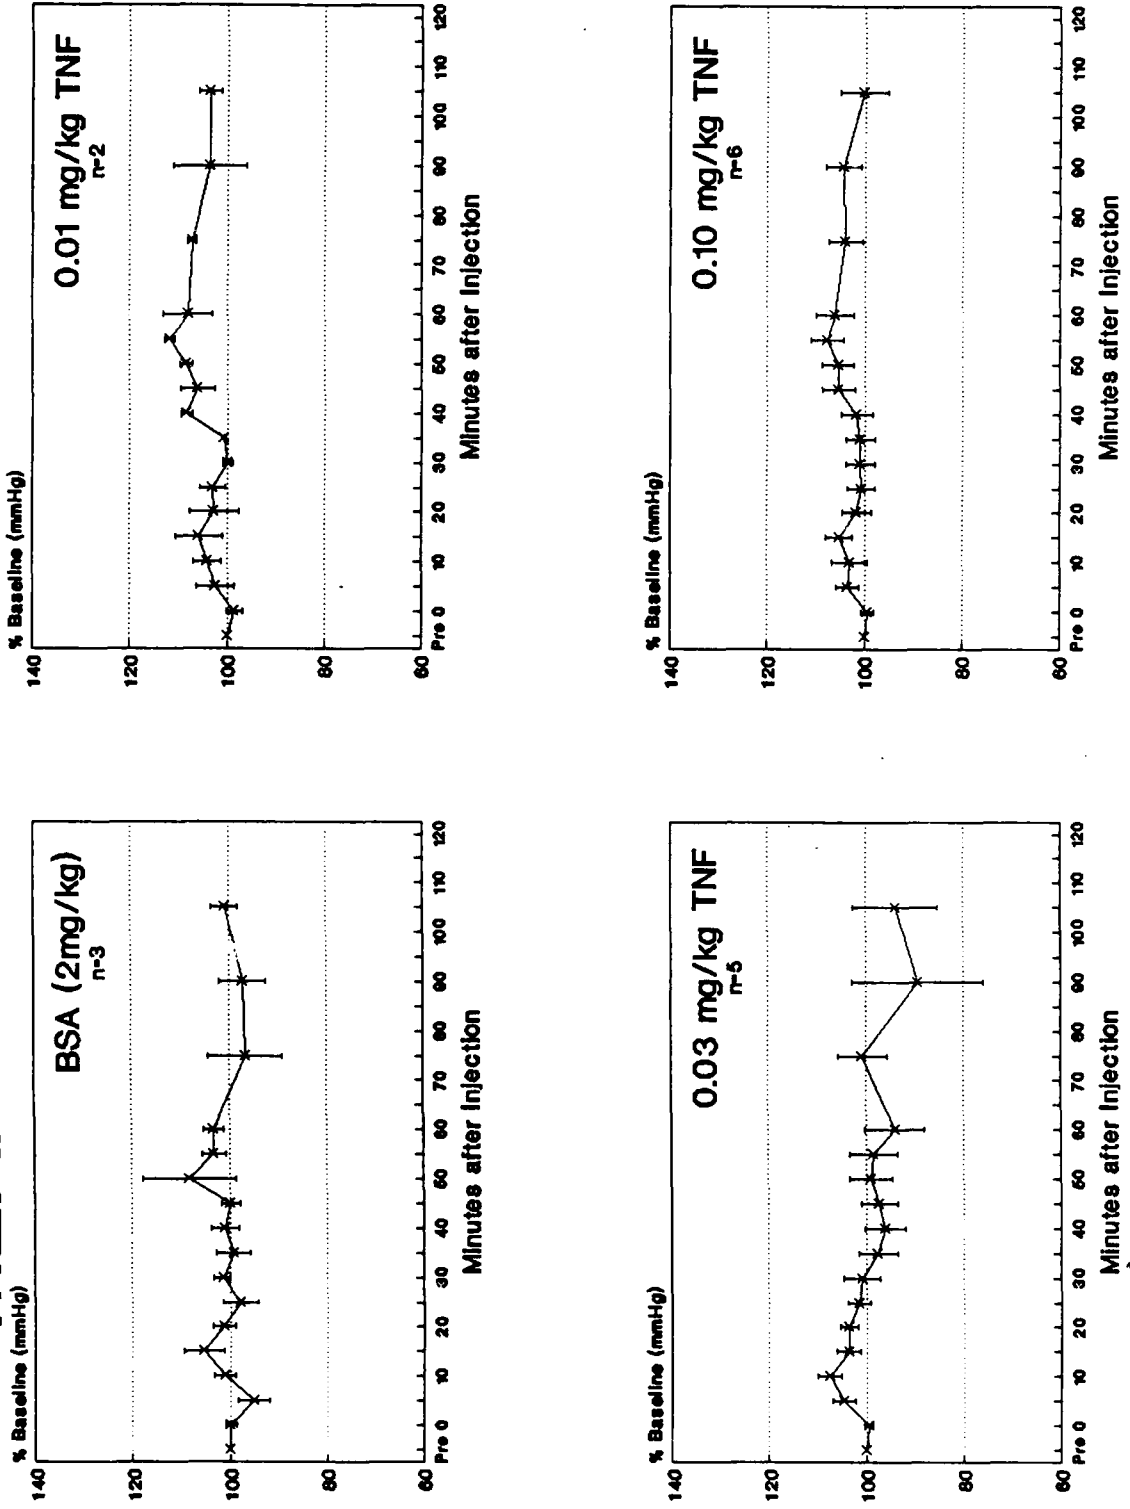 % Baseline (mmHg)
140
120
100
80
60
BSA (2mg/kg)
n=3
Pre 0 10 20 30 40 50 60 70 80 90 100 110 120
Minutes after Injection
% Baseline (mmHg)
140
120
100
80
60
0.01 mg/kg TNF
n=2
Pre 0 10 20 30 40 50 60 70 80 90 100 110 120
Minutes after Injection
% Baseline (mmHg)
140
120
100
80
60
0.03 mg/kg TNF
n=5
Pre 0 10 20 30 40 50 60 70 80 90 100 110 120
Minutes after Injection
% Baseline (mmHg)
140
120
100
80
60
0.10 mg/kg TNF
n=6
Pre 0 10 20 30 40 50 60 70 80 90 100 110 120
Minutes after Injection